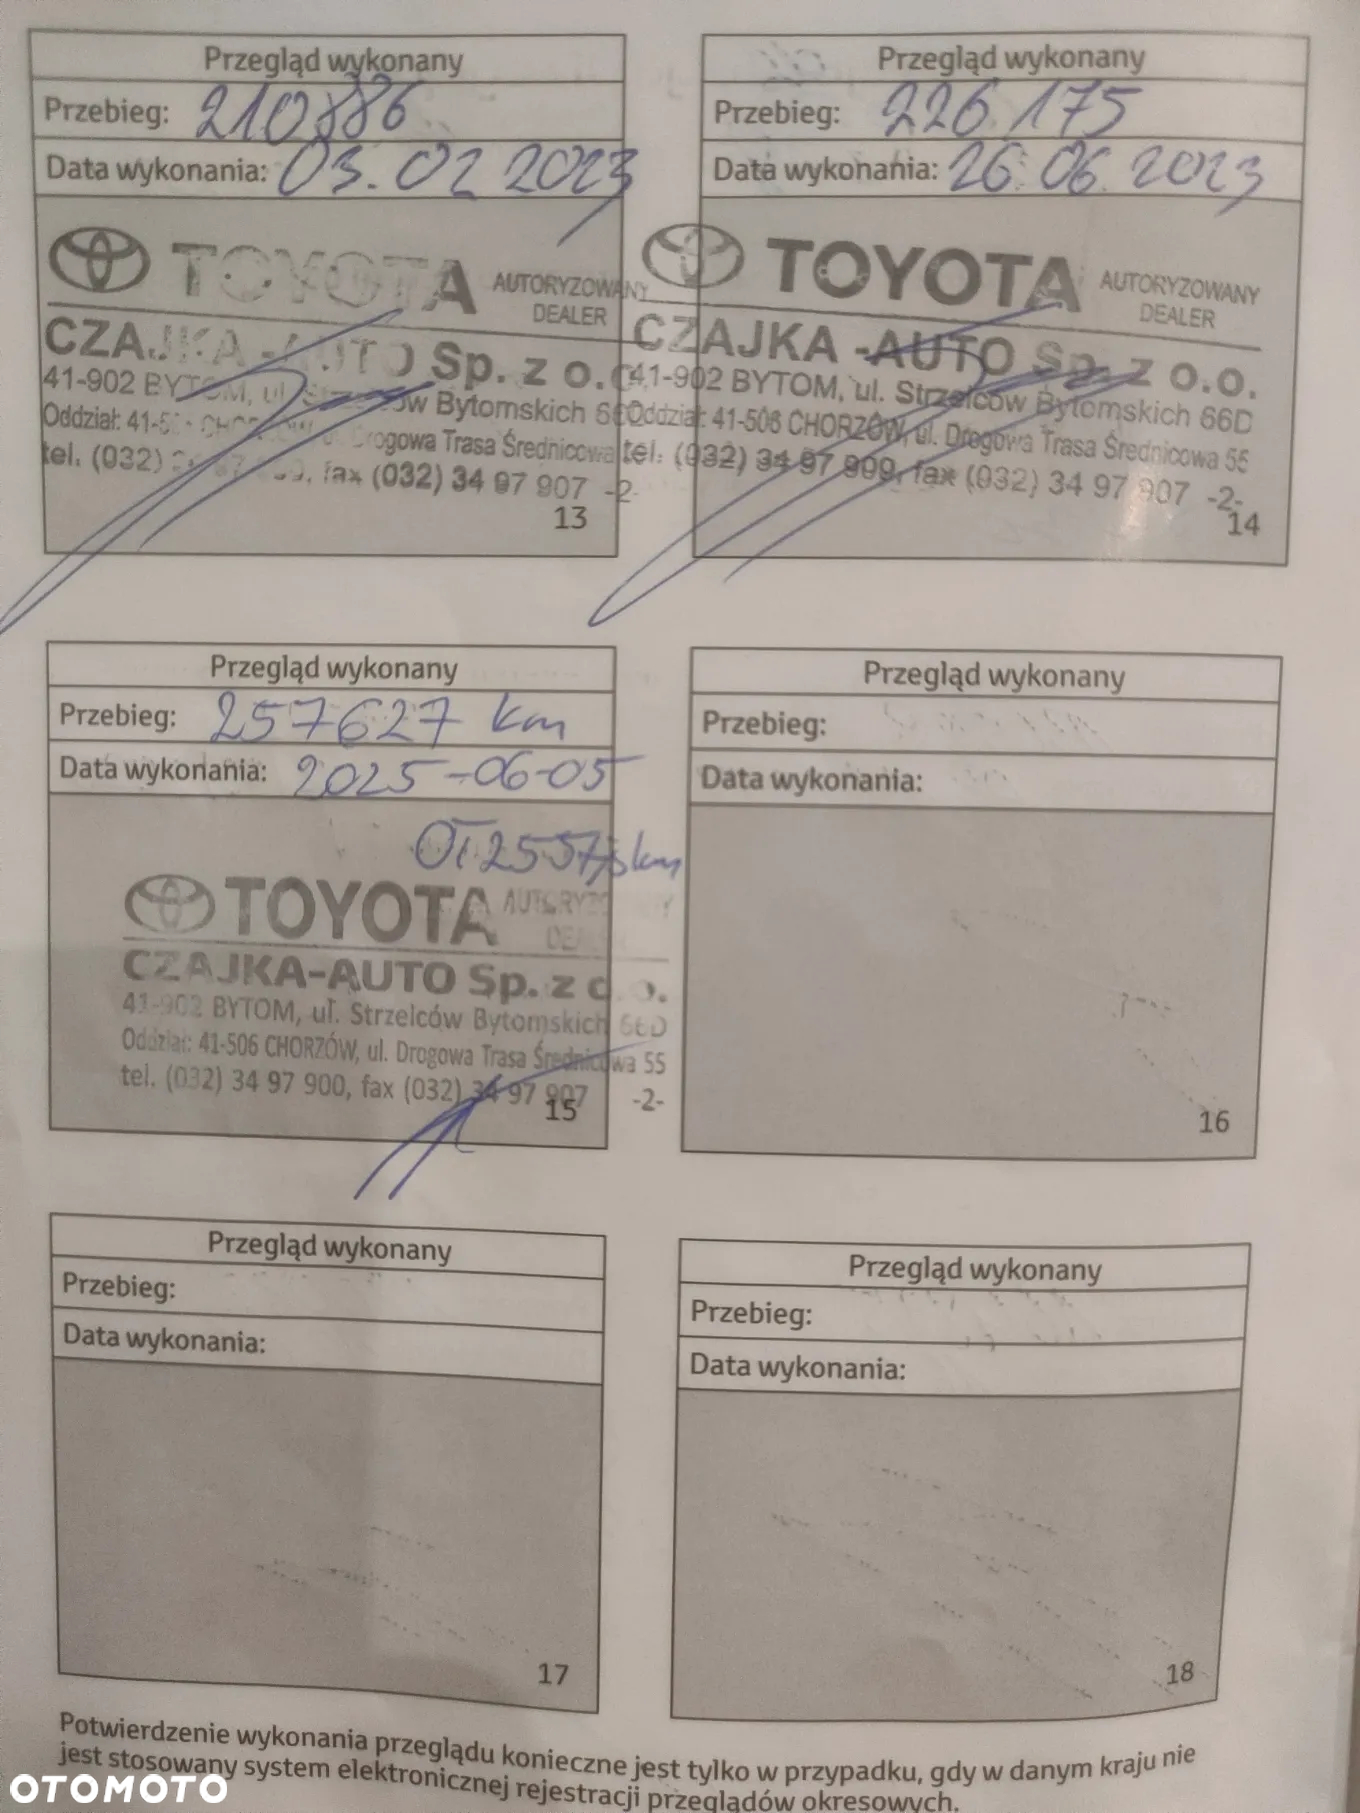 Przegląd wykonany
Przebieg: 210886
Data wykonania: 03.02 2023
TOYOTA AUTORYZOWANY
DEALER
CZAJKA-AUTO Sp. z o.
41-902 BYTOM, ul. Strzelców Bytomskich 66
Oddział: 41-5 CHORZÓW, ul. Drogowa Trasa Średnicowa
tel. (032) fax (032) 34 97 907 -2-
13
Przegląd wykonany
Przebieg: 226 175
Data wykonania: 26.06.2023
TOYOTA AUTORYZOWANY
DEALER
CZAJKA-AUTO Sp. z o.o.
41-902 BYTOM, ul. Strzelców Bytomskich 66D
Oddział: 41-506 CHORZÓW, ul. Drogowa Trasa Średnicowa 55
tel. (032) 34 97 900, fax (032) 34 97 907 -2-
14
Przegląd wykonany
Przebieg: 257627 km
Data wykonania: 2025-06-05
km
TOYOTA AUTORYZOWANY
DEALER
CZAJKA-AUTO Sp. z o.o.
41-902 BYTOM, ul. Strzelców Bytomskich 66D
Oddział: 41-506 CHORZÓW, ul. Drogowa Trasa Średnicowa 55
tel. (032) 34 97 900, fax (032) 34 97 907 -2-
15
Przegląd wykonany
Przebieg:
Data wykonania:
16
Przegląd wykonany
Przebieg:
Data wykonania:
17
Przegląd wykonany
Przebieg:
Data wykonania:
18
Potwierdzenie wykonania przeglądu konieczne jest tylko w przypadku, gdy w danym kraju nie
jest stosowany system elektronicznej rejestracji przeglądów okresowych.
OTOMOTO